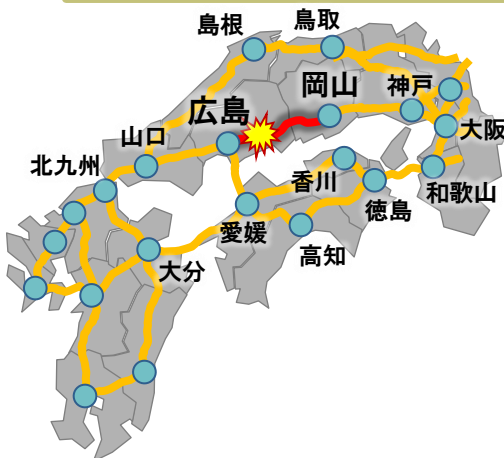 鳥取
島根
岡山
神戸
広島
大阪
山口
北九州
香川
和歌山
徳島
愛媛
高知
大分